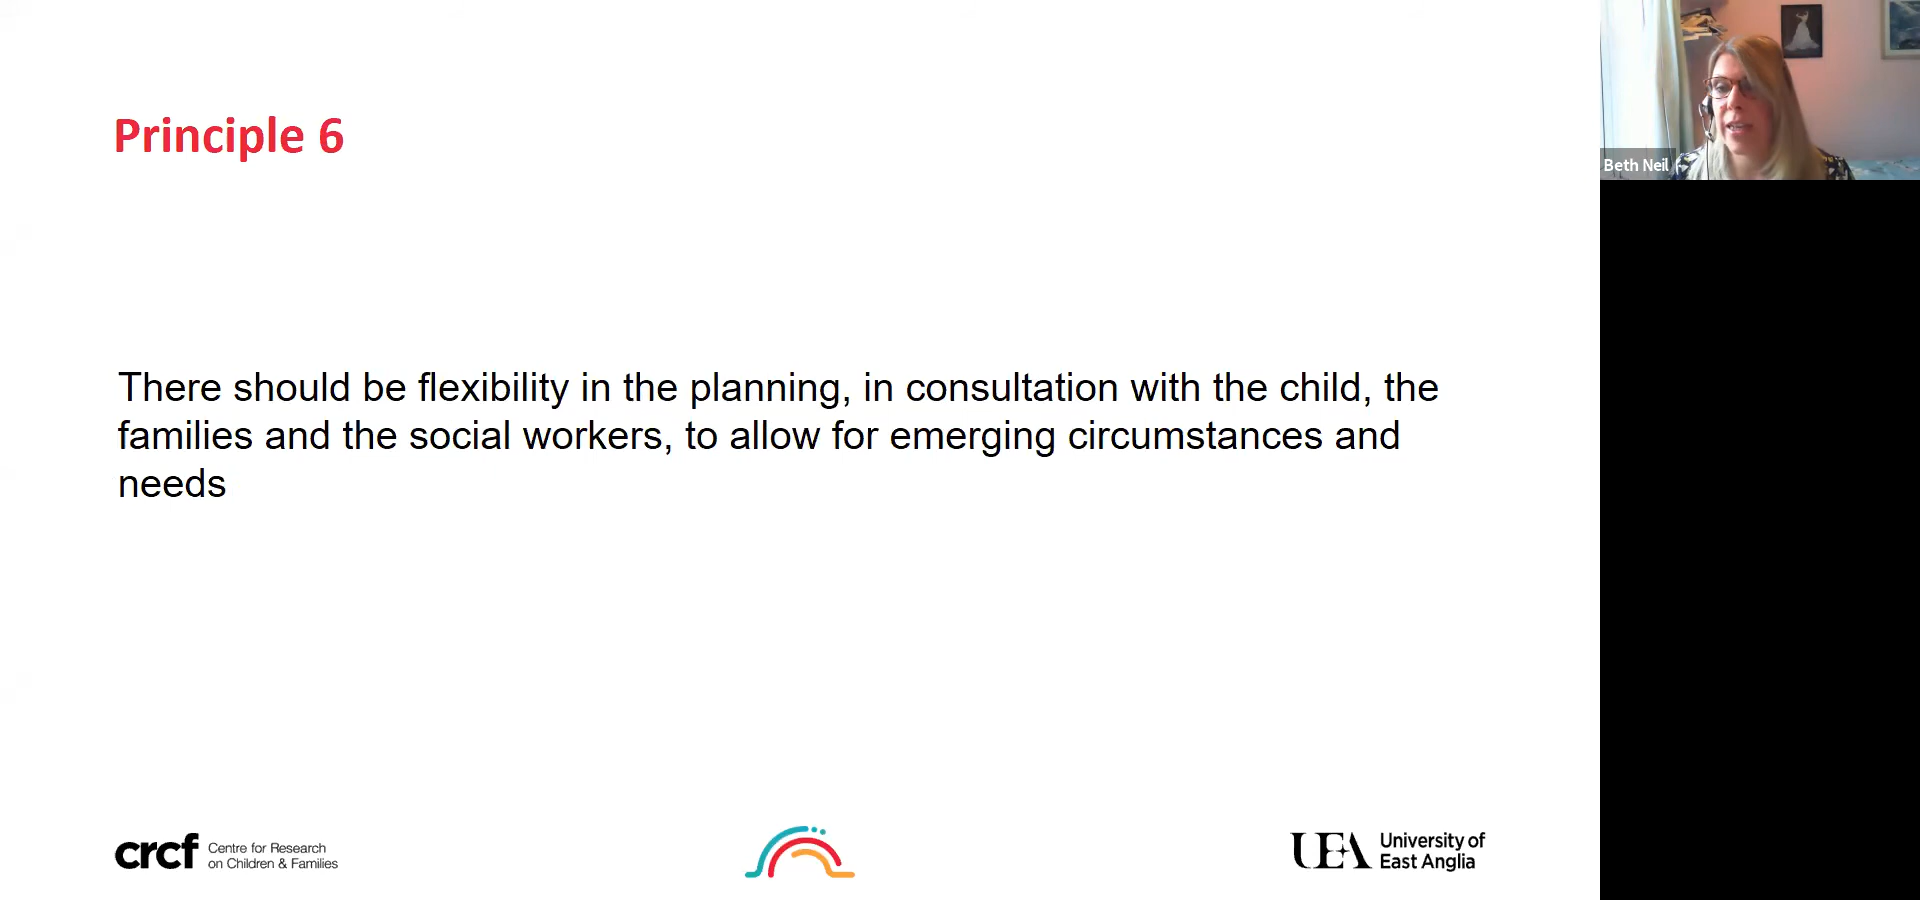 Principle 6
There should be flexibility in the planning, in consultation with the child, the
families and the social workers, to allow for emerging circumstances and
needs
Beth Neil
crcf
Centre for Research
on Children & Families
UEA
University of
East Anglia